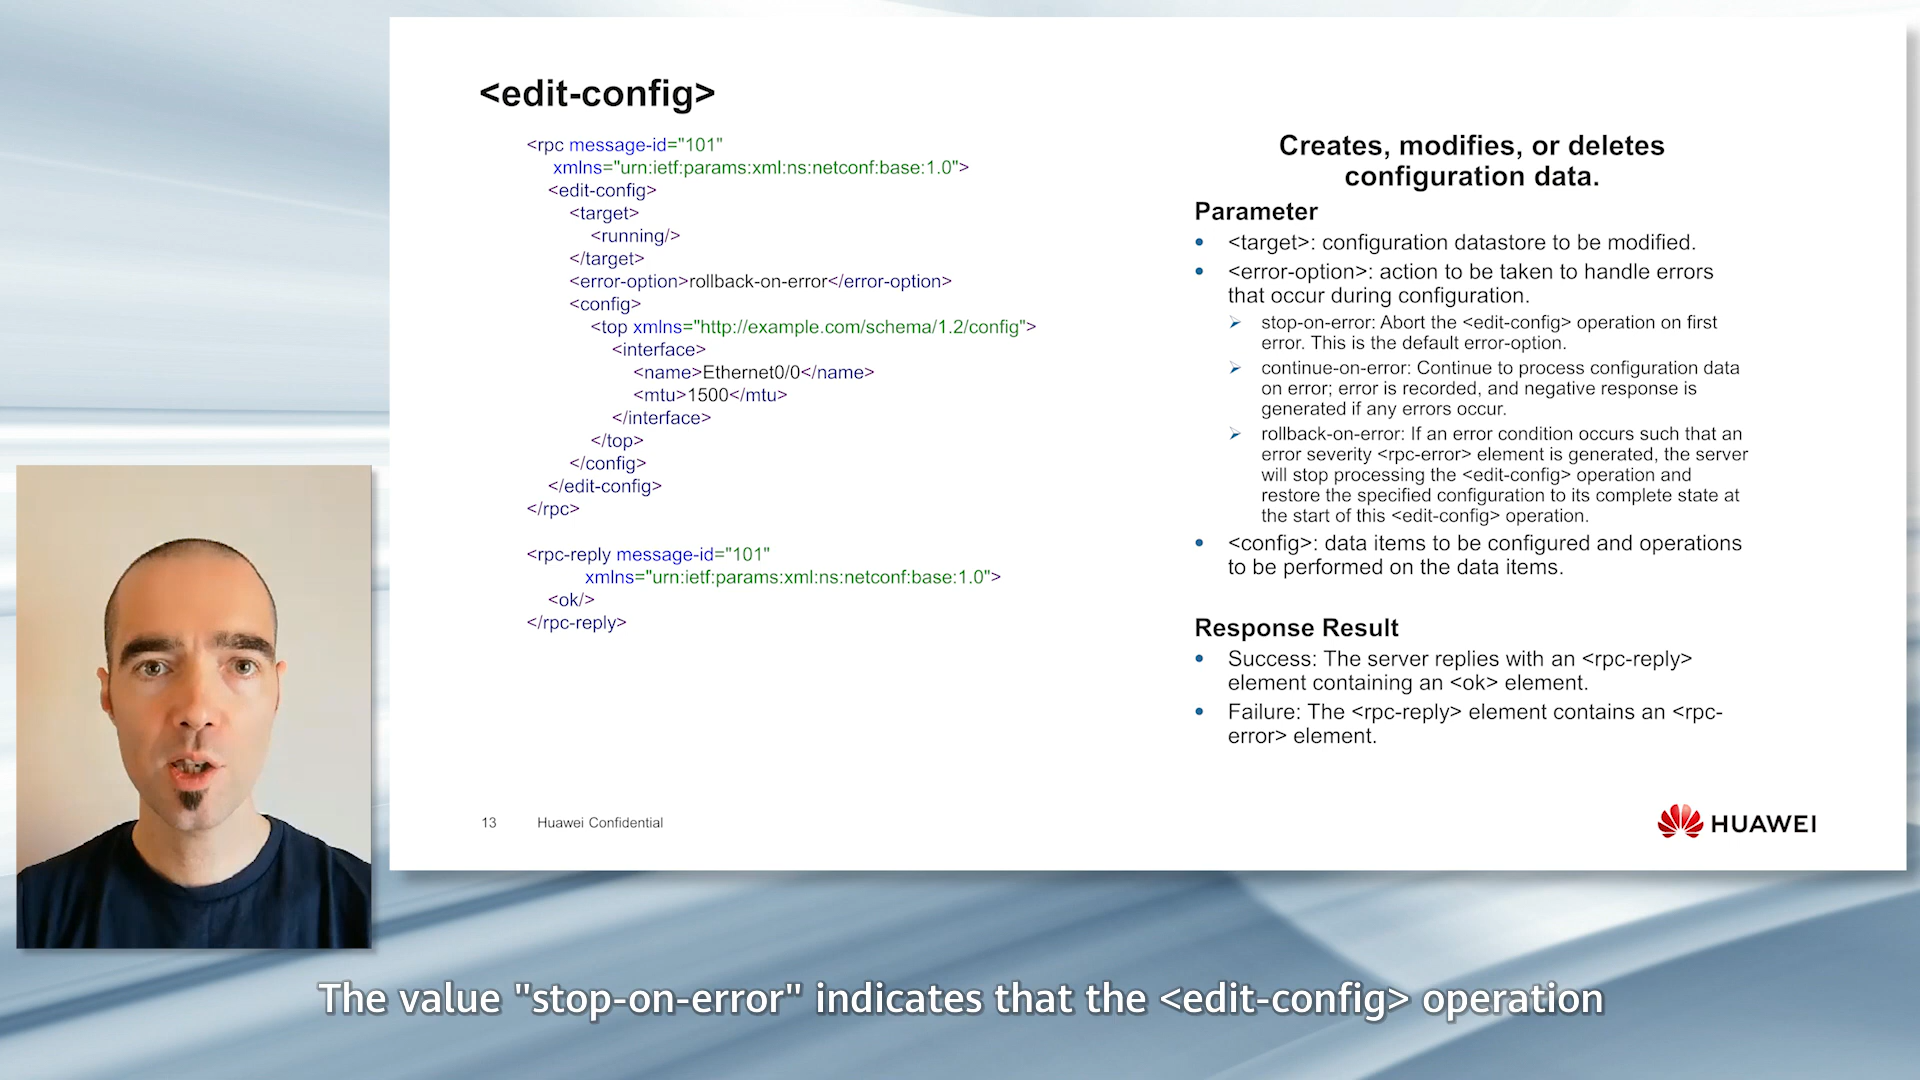 <edit-config>
<rpc message-id="101"
xmlns="urn:ietf:params:xml:ns:netconf:base:1.0">
<edit-config>
<target>
<running/>
</target>
<error-option>rollback-on-error</error-option>
<config>
<top xmlns="http://example.com/schema/1.2/config">
<interface>
<name>Ethernet0/0</name>
<mtu>1500</mtu>
</interface>
</top>
</config>
</edit-config>
</rpc>
<rpc-reply message-id="101"
xmlns="urn:ietf:params:xml:ns:netconf:base:1.0">
<ok/>
</rpc-reply>
Creates, modifies, or deletes
configuration data.
Parameter
• <target>: configuration datastore to be modified.
• <error-option>: action to be taken to handle errors
that occur during configuration.
➢ stop-on-error: Abort the <edit-config> operation on first
error. This is the default error-option.
➢ continue-on-error: Continue to process configuration data
on error; error is recorded, and negative response is
generated if any errors occur.
➢ rollback-on-error: If an error condition occurs such that an
error severity <rpc-error> element is generated, the server
will stop processing the <edit-config> operation and
restore the specified configuration to its complete state at
the start of this <edit-config> operation.
• <config>: data items to be configured and operations
to be performed on the data items.
Response Result
• Success: The server replies with an <rpc-reply>
element containing an <ok> element.
• Failure: The <rpc-reply> element contains an <rpc-
error> element.
13 Huawei Confidential
HUAWEI
The value "stop-on-error" indicates that the <edit-config> operation